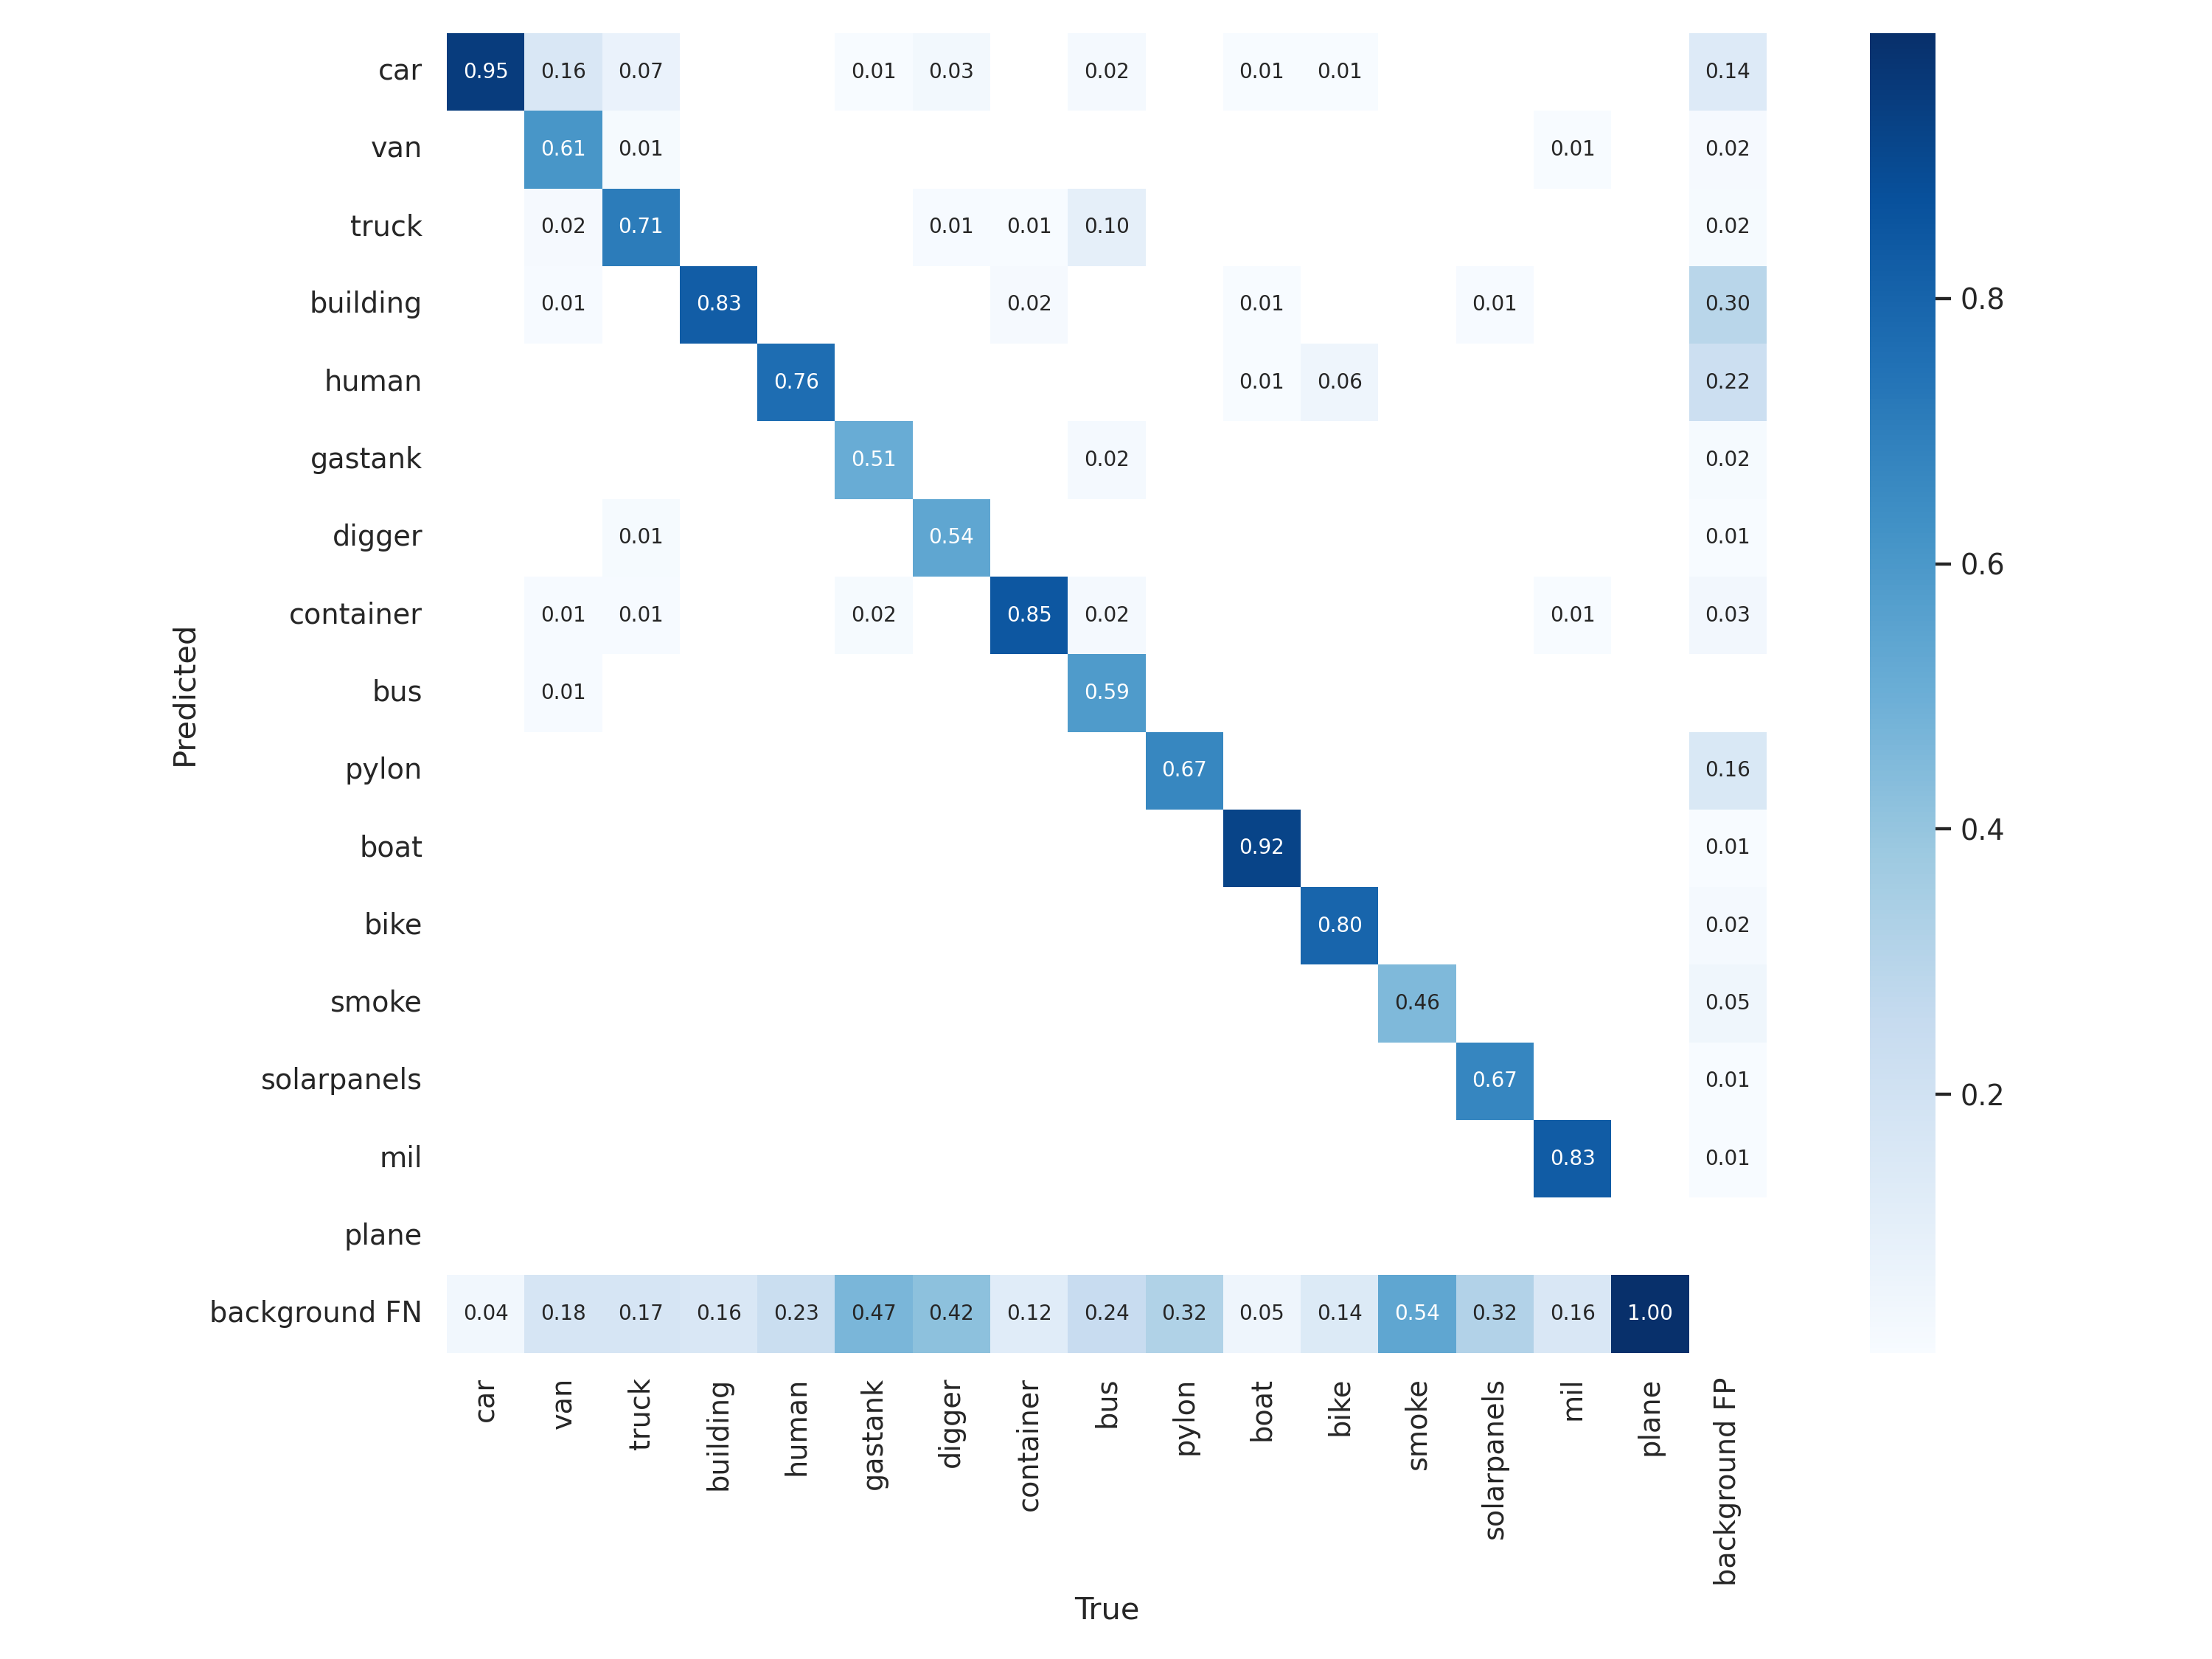 car 0.95 0.16 0.07 0.01 0.03 0.02 0.01 0.01 0.14
van 0.61 0.01 0.01 0.02
truck 0.02 0.71 0.01 0.01 0.10 0.02
building 0.01 0.83 0.02 0.01 0.01 0.30 0.8
human 0.76 0.01 0.06 0.22
gastank 0.51 0.02 0.02
digger 0.01 0.54 0.01 0.6
container 0.01 0.01 0.02 0.85 0.02 0.01 0.03
Predicted
bus 0.01 0.59
pylon 0.67 0.16
boat 0.92 0.01 0.4
bike 0.80 0.02
smoke 0.46 0.05
solarpanels 0.67 0.01 0.2
mil 0.83 0.01
plane
background FN 0.04 0.18 0.17 0.16 0.23 0.47 0.42 0.12 0.24 0.32 0.05 0.14 0.54 0.32 0.16 1.00
car van truck building human gastank digger container bus pylon boat bike smoke solarpanels mil plane background FP
True